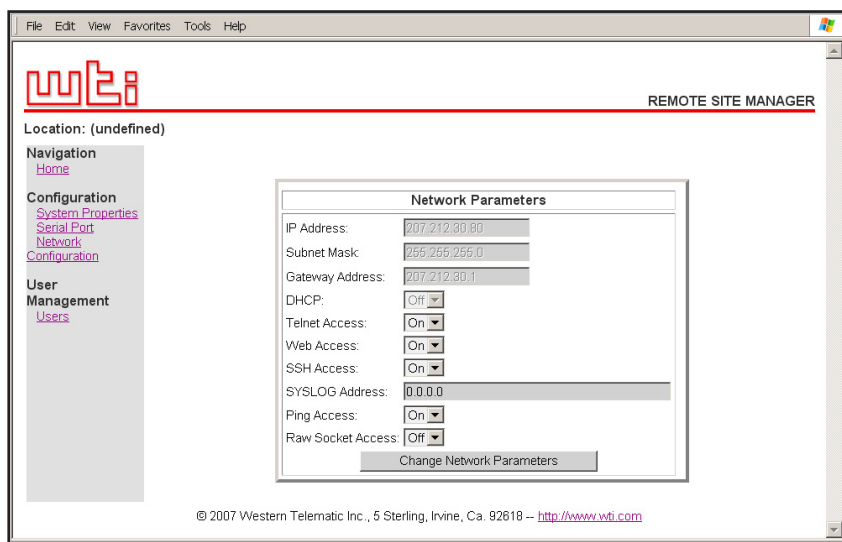 File Edit View Favorites Tools Help
wti
REMOTE SITE MANAGER
Location: (undefined)
Navigation
Home
Configuration
System Properties
Serial Port
Network
Configuration
User
Management
Users
Network Parameters
IP Address: 207.212.30.80
Subnet Mask: 255.255.255.0
Gateway Address: 207.212.30.1
DHCP: Off
Telnet Access: On
Web Access: On
SSH Access: On
SYSLOG Address: 0.0.0.0
Ping Access: On
Raw Socket Access: Off
Change Network Parameters
© 2007 Western Telematic Inc., 5 Sterling, Irvine, Ca. 92618 -- http://www.wti.com